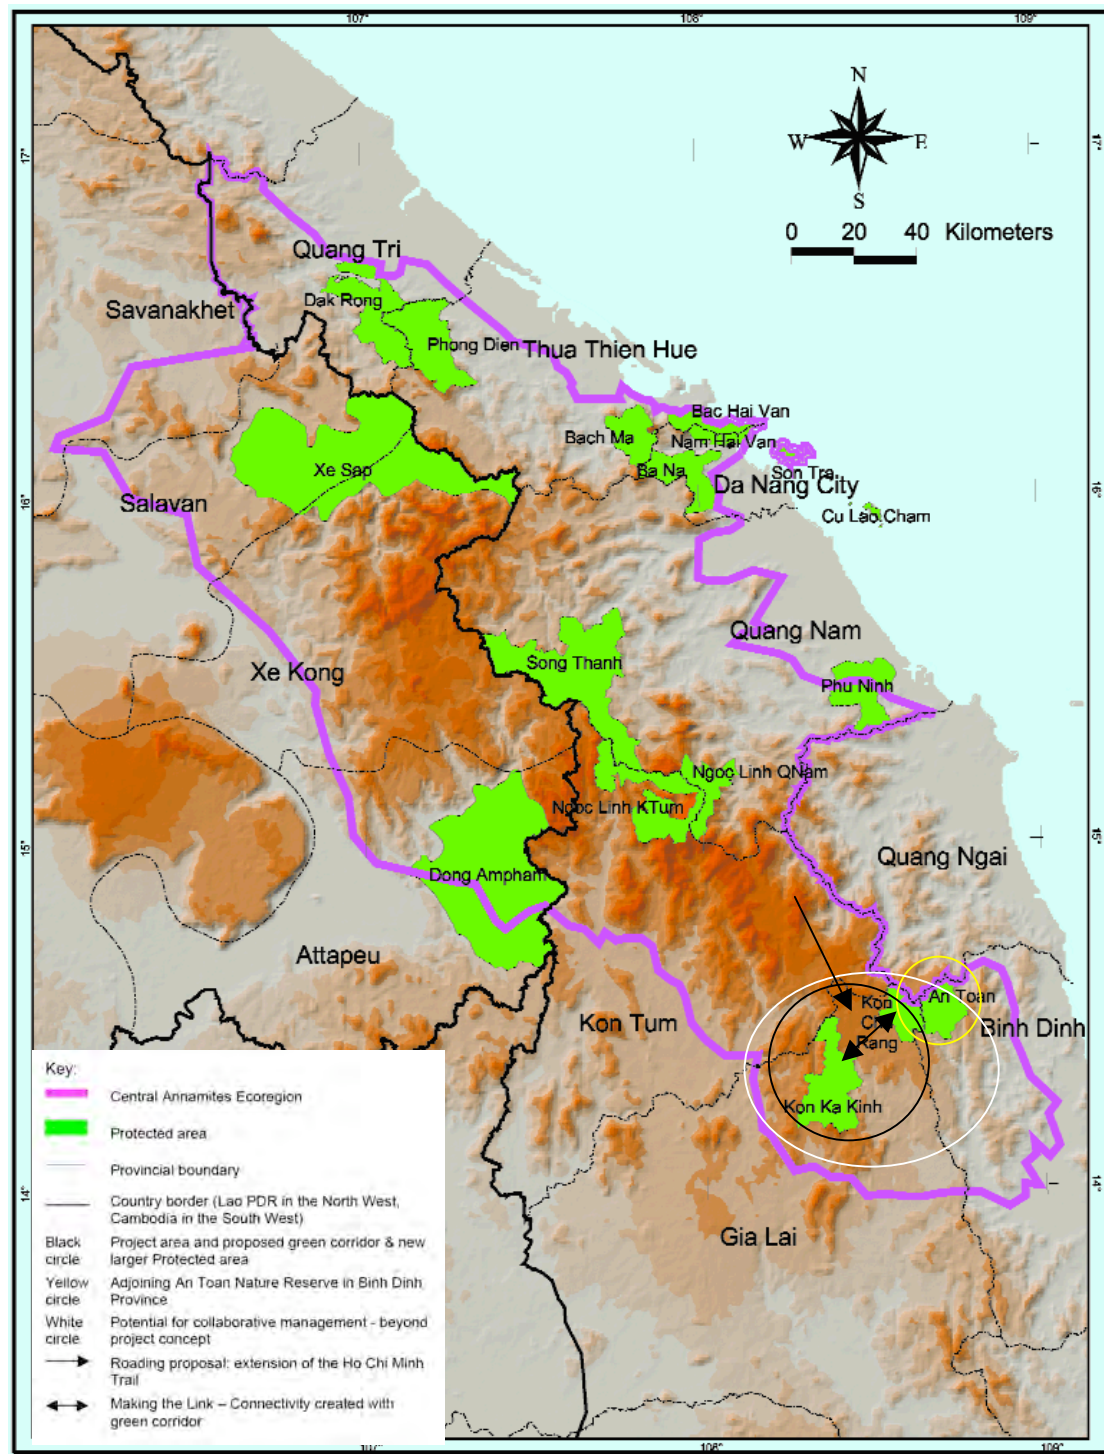 107°
108°
109°
N
W
E
S
17°
17°
0 20 40 Kilometers
Quang Tri
Savanakhet
Dak Rong
Phong Dien
Thua Thien Hue
Bac Hai Van
Bach Ma
Nam Hai Van
Xe Sap
Ba Na
Son Tra
Da Nang City
16°
16°
Salavan
Cu Lao Cham
Quang Nam
Song Thanh
Xe Kong
Phu Ninh
Ngoc Linh QNam
Ngoc Linh KTum
15°
15°
Quang Ngai
Dong Ampham
Attapeu
Kon
An Toan
Kon Tum
Binh Dinh
Rang
Kon Ka Kinh
14°
14°
Gia Lai
Key:
Central Annamites Ecoregion
Protected area
Provincial boundary
Country border (Lao PDR in the North West,
Cambodia in the South West)
Black circle
Project area and proposed green corridor & new
larger Protected area
Yellow circle
Adjoining An Toan Nature Reserve in Binh Dinh
Province
White circle
Potential for collaborative management - beyond
project concept
Roading proposal: extension of the Ho Chi Minh
Trail
Making the Link – Connectivity created with
green corridor
107°
108°
109°